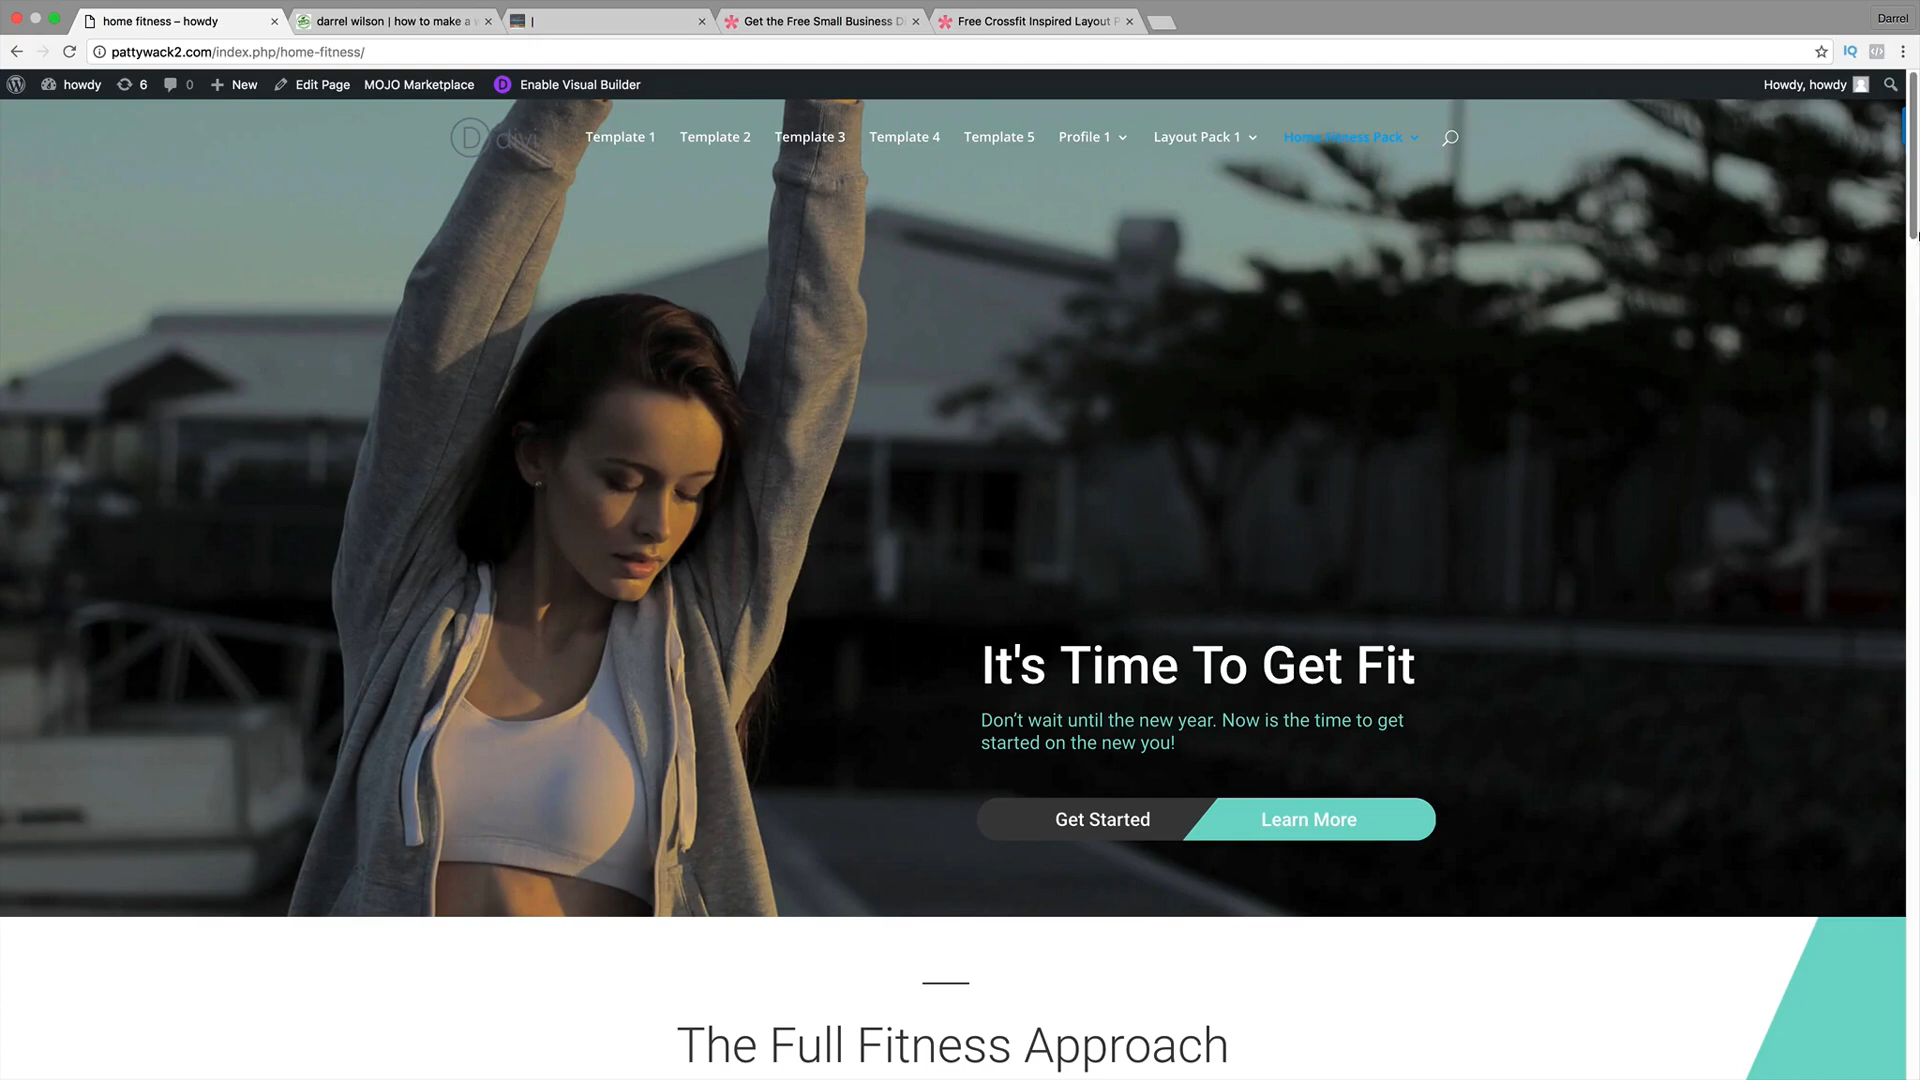 home fitness – howdy
darrel wilson | how to make a w
|
Get the Free Small Business Di
Free Crossfit Inspired Layout P
Darrel
pattywack2.com/index.php/home-fitness/
IQ
howdy
6
0
New
Edit Page
MOJO Marketplace
D
Enable Visual Builder
Howdy, howdy
D divi
Template 1
Template 2
Template 3
Template 4
Template 5
Profile 1
Layout Pack 1
Home Fitness Pack
It's Time To Get Fit
Don’t wait until the new year. Now is the time to get
started on the new you!
Get Started
Learn More
The Full Fitness Approach